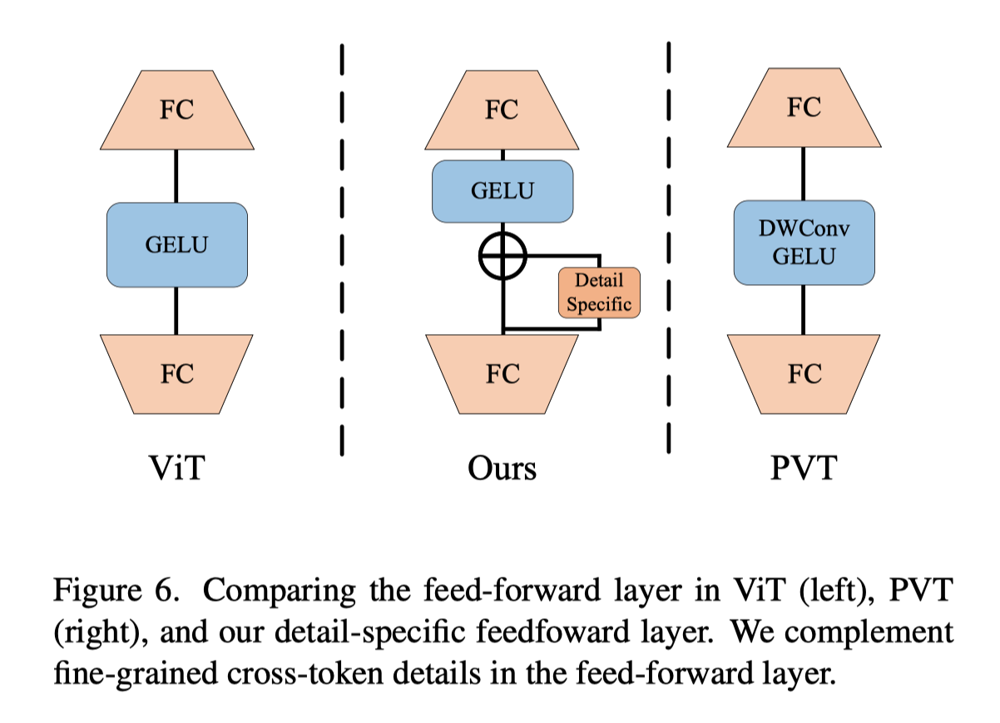 FC
GELU
FC
ViT
FC
GELU
Detail
Specific
FC
Ours
FC
DWConv
GELU
FC
PVT
Figure 6. Comparing the feed-forward layer in ViT (left), PVT
(right), and our detail-specific feedfoward layer. We complement
fine-grained cross-token details in the feed-forward layer.